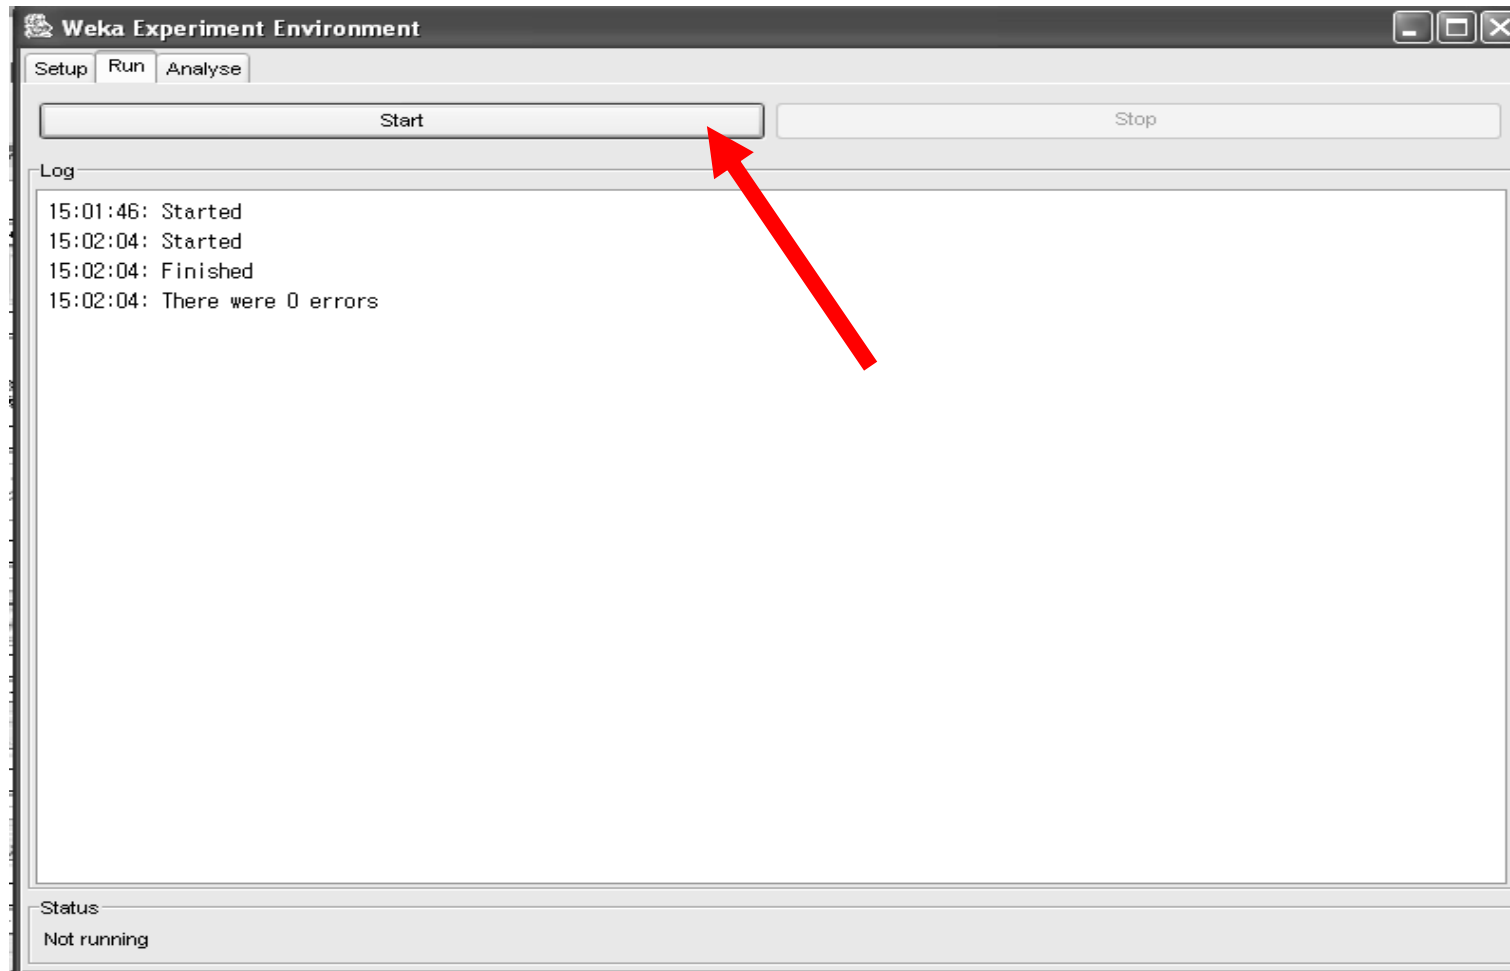 Weka Experiment Environment
Setup Run Analyse
Start Stop
Log
15:01:46: Started
15:02:04: Started
15:02:04: Finished
15:02:04: There were 0 errors
Status
Not running